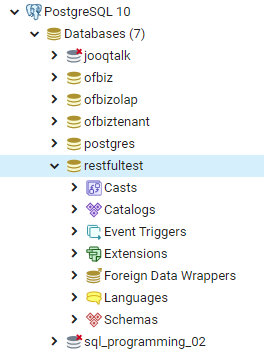 PostgreSQL 10
Databases (7)
jooqtalk
ofbiz
ofbizolap
ofbiztenant
postgres
restfultest
Casts
Catalogs
Event Triggers
Extensions
Foreign Data Wrappers
Languages
Schemas
sql_programming_02